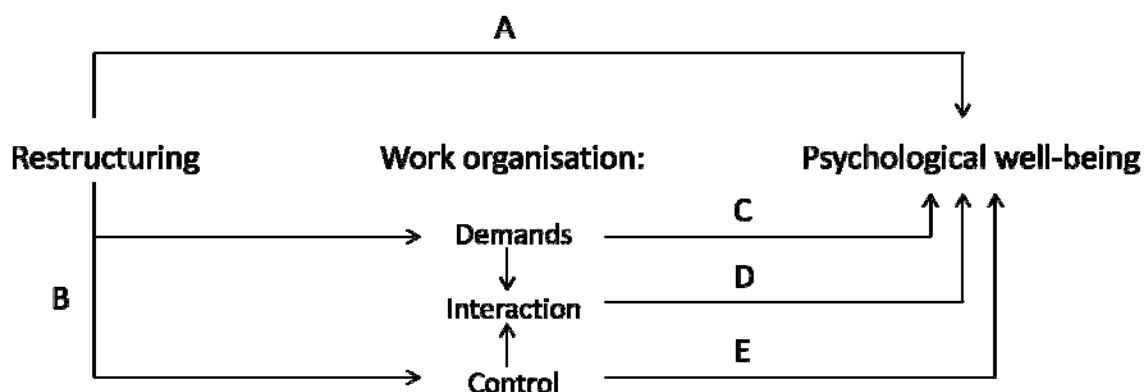 A
Restructuring
Work organisation:
Psychological well-being
Demands
C
B
Interaction
D
Control
E